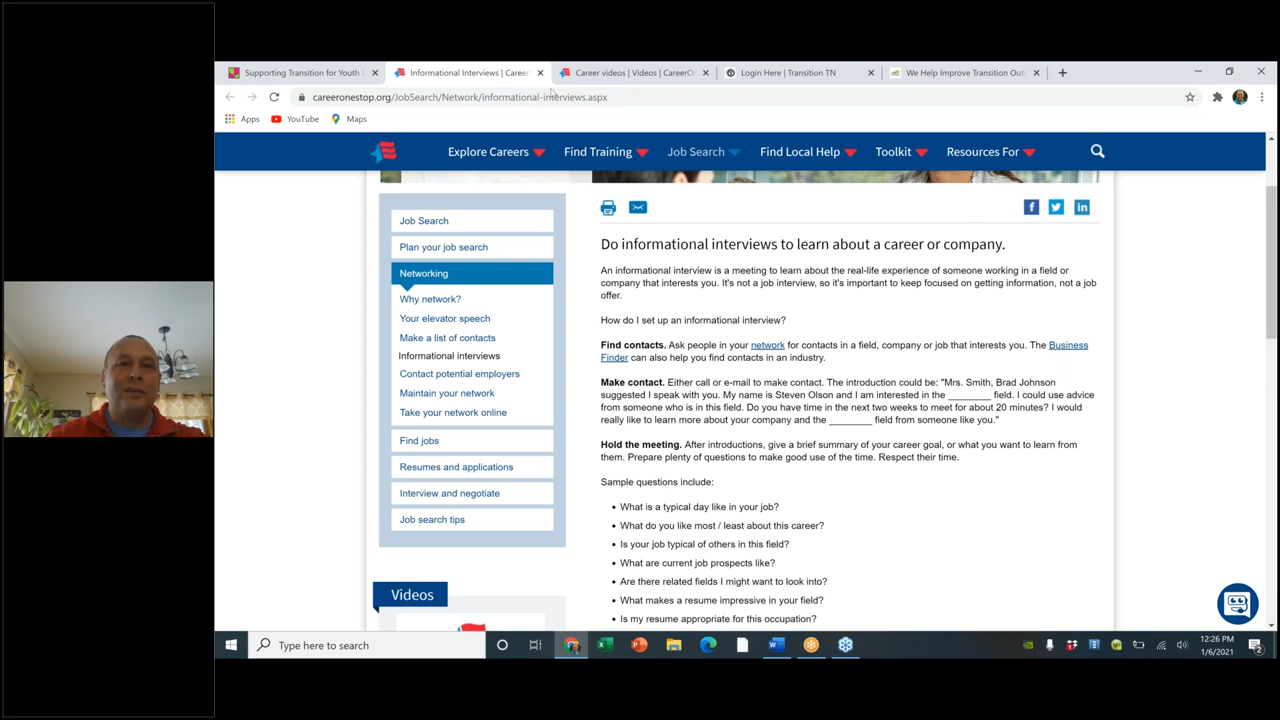 Supporting Transition for Youth
Informational Interviews | Career
Career videos | Videos | CareerO
Login Here | Transition TN
We Help Improve Transition Out
careeronestop.org/JobSearch/Network/informational-interviews.aspx
Apps
YouTube
Maps
Explore Careers
Find Training
Job Search
Find Local Help
Toolkit
Resources For
Job Search
Plan your job search
Networking
Why network?
Your elevator speech
Make a list of contacts
Informational interviews
Contact potential employers
Maintain your network
Take your network online
Find jobs
Resumes and applications
Interview and negotiate
Job search tips
Videos
Do informational interviews to learn about a career or company.
An informational interview is a meeting to learn about the real-life experience of someone working in a field or
company that interests you. It's not a job interview, so it's important to keep focused on getting information, not a job
offer.
How do I set up an informational interview?
Find contacts. Ask people in your network for contacts in a field, company or job that interests you. The Business
Finder can also help you find contacts in an industry.
Make contact. Either call or e-mail to make contact. The introduction could be: "Mrs. Smith, Brad Johnson
suggested I speak with you. My name is Steven Olson and I am interested in the ________ field. I could use advice
from someone who is in this field. Do you have time in the next two weeks to meet for about 20 minutes? I would
really like to learn more about your company and the ________ field from someone like you."
Hold the meeting. After introductions, give a brief summary of your career goal, or what you want to learn from
them. Prepare plenty of questions to make good use of the time. Respect their time.
Sample questions include:
• What is a typical day like in your job?
• What do you like most / least about this career?
• Is your job typical of others in this field?
• What are current job prospects like?
• Are there related fields I might want to look into?
• What makes a resume impressive in your field?
• Is my resume appropriate for this occupation?
Type here to search
12:26 PM
1/6/2021
2